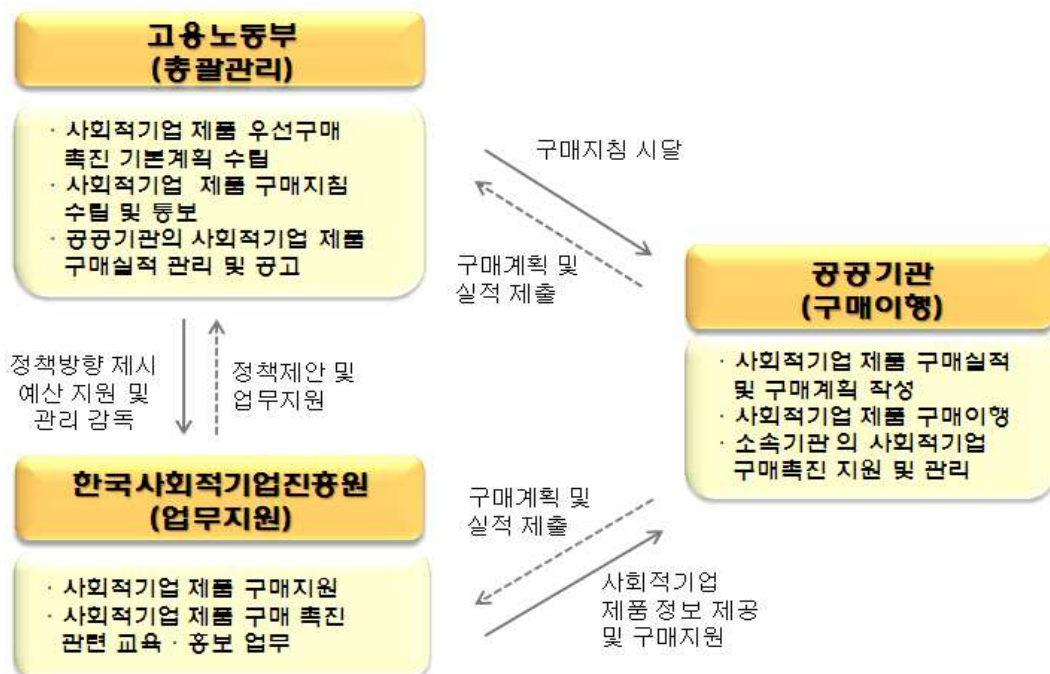 고용노동부
(총괄관리)
· 사회적기업 제품 우선구매
촉진 기본계획 수립
· 사회적기업 제품 구매지침
수립 및 통보
· 공공기관의 사회적기업 제품
구매실적 관리 및 공고
구매지침 시달
구매계획 및
실적 제출
공공기관
(구매이행)
· 사회적기업 제품 구매실적
및 구매계획 작성
· 사회적기업 제품 구매이행
· 소속기관의 사회적기업
구매촉진 지원 및 관리
정책방향 제시
예산 지원 및
관리 감독
정책제안 및
업무지원
한국사회적기업진흥원
(업무지원)
· 사회적기업 제품 구매지원
· 사회적기업 제품 구매 촉진
관련 교육 · 홍보 업무
구매계획 및
실적 제출
사회적기업
제품 정보 제공
및 구매지원